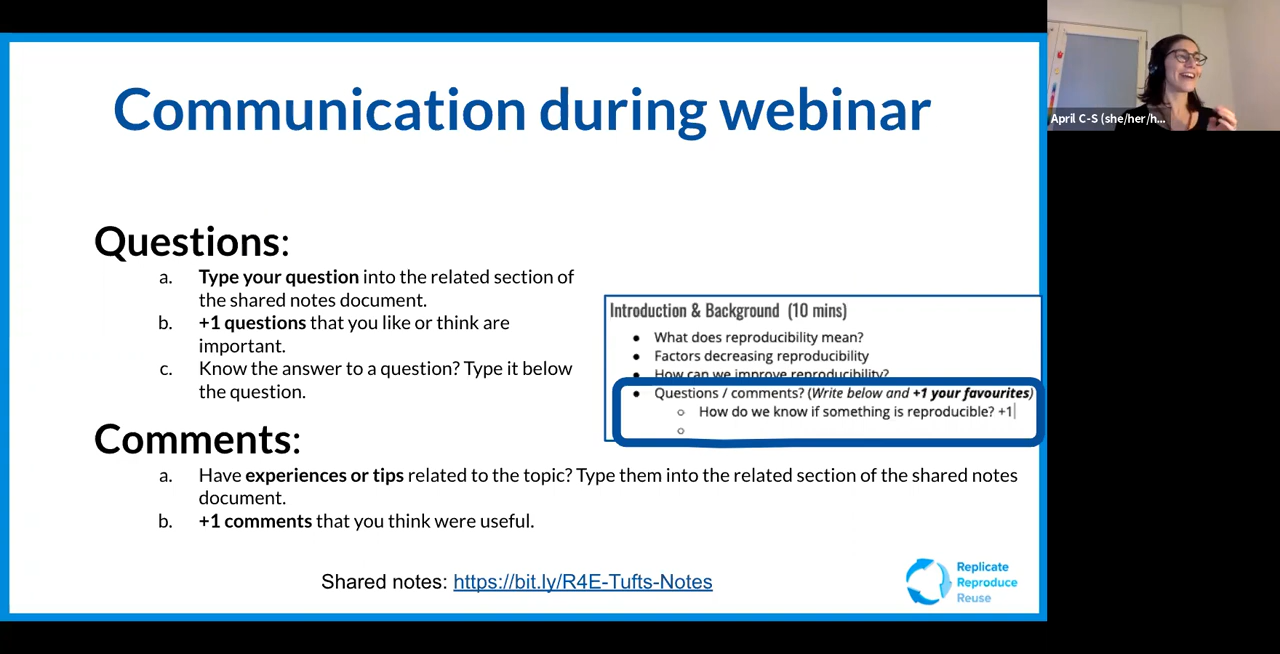 Communication during webinar
April C-S (she/her/h...
Questions:
a. Type your question into the related section of
the shared notes document.
b. +1 questions that you like or think are
important.
c. Know the answer to a question? Type it below
the question.
Introduction & Background (10 mins)
• What does reproducibility mean?
• Factors decreasing reproducibility
• How can we improve reproducibility?
• Questions / comments? (Write below and +1 your favourites)
○ How do we know if something is reproducible? +1
○
Comments:
a. Have experiences or tips related to the topic? Type them into the related section of the shared notes
document.
b. +1 comments that you think were useful.
Shared notes: https://bit.ly/R4E-Tufts-Notes
Replicate
Reproduce
Reuse